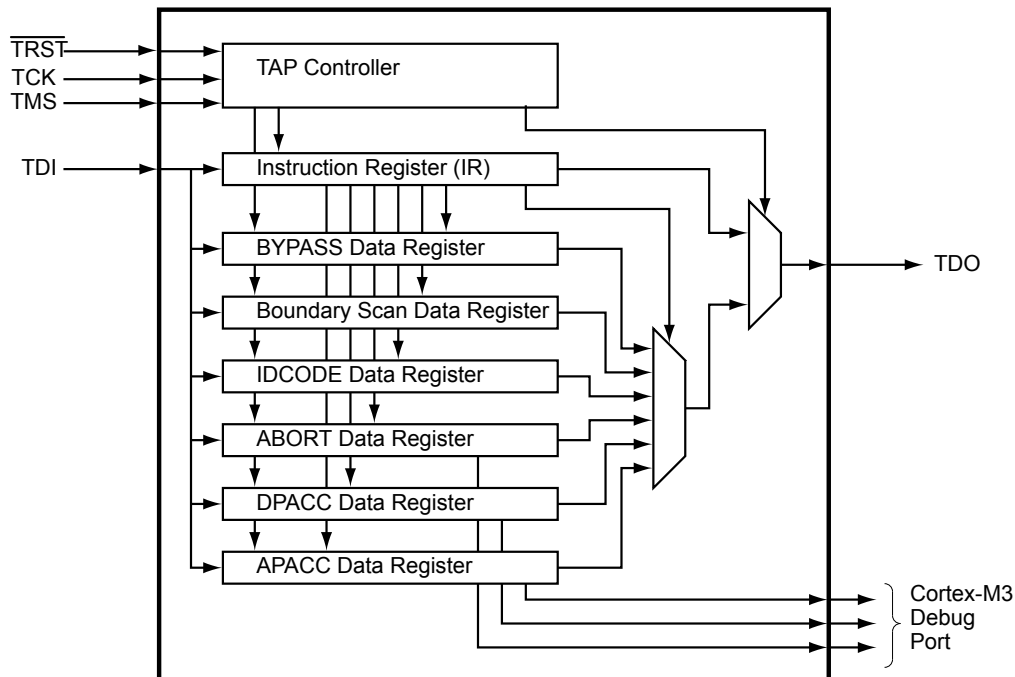 TRST
TCK
TMS
TDI
TAP Controller
Instruction Register (IR)
BYPASS Data Register
Boundary Scan Data Register
IDCODE Data Register
ABORT Data Register
DPACC Data Register
APACC Data Register
TDO
Cortex-M3
Debug
Port